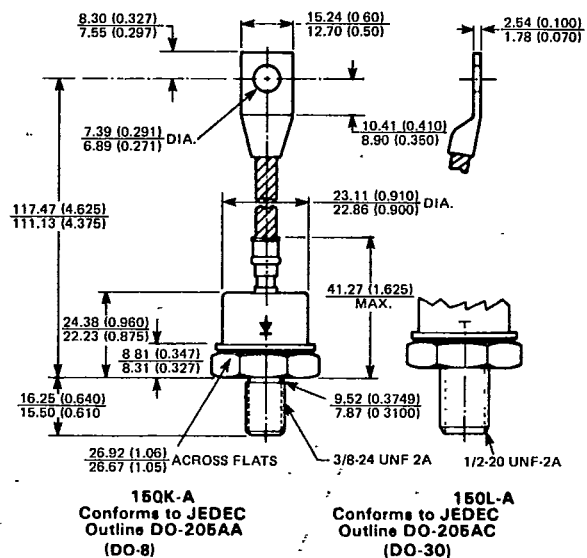 8.30 (0.327)
7.55 (0.297)
15.24 (0.60)
12.70 (0.50)
2.54 (0.100)
1.78 (0.070)
7.39 (0.291)
6.89 (0.271) DIA.
10.41 (0.410)
8.90 (0.350)
23.11 (0.910)
22.86 (0.900) DIA.
117.47 (4.625)
111.13 (4.375)
41.27 (1.625)
MAX.
24.38 (0.960)
22.23 (0.875)
8.81 (0.347)
8.31 (0.327)
16.25 (0.640)
15.50 (0.610
9.52 (0.3749)
7.87 (0.3100)
26.92 (1.06)
26.67 (1.05) ACROSS FLATS
3/8-24 UNF 2A
1/2-20 UNF-2A
150K-A
Conforms to JEDEC
Outline DO-205AA
(DO-8)
150L-A
Conforms to JEDEC
Outline DO-205AC
(DO-30)